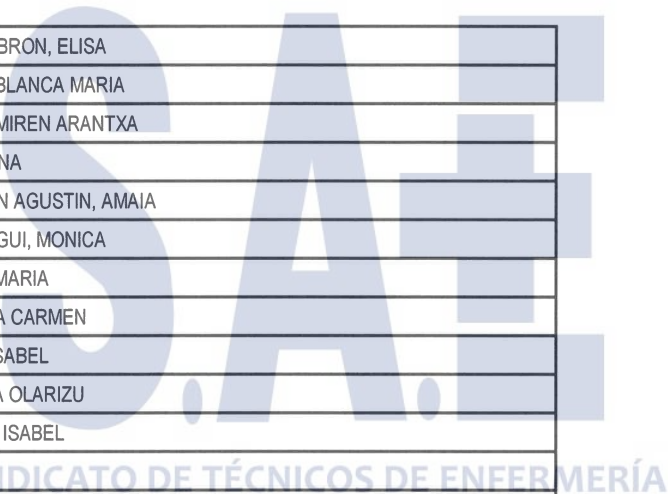 BRON, ELISA
BLANCA MARIA
MIREN ARANTXA
NA
N AGUSTIN, AMAIA
GUI, MONICA
MARIA
A CARMEN
SABEL
A OLARIZU
ISABEL
S.A.E
NDICATO DE TÉCNICOS DE ENFERMERÍA